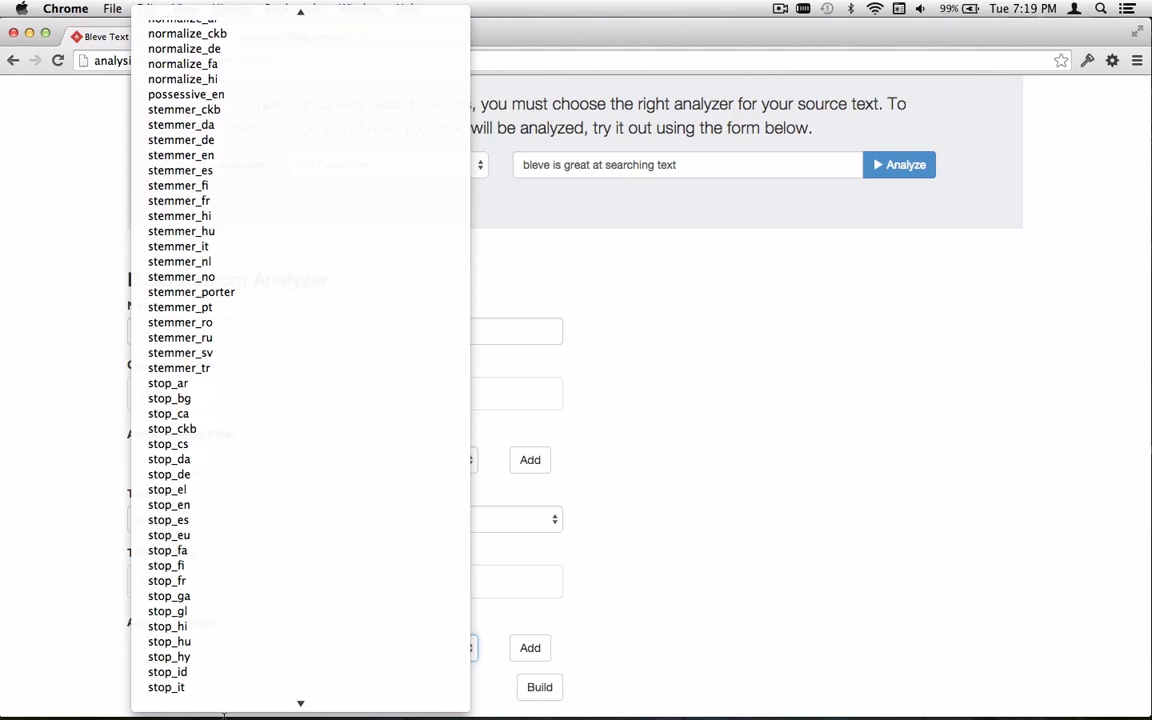 Chrome File 99% Tue 7:19 PM
Bleve Text
analysi
normalize_ckb
normalize_de
normalize_fa
normalize_hi
possessive_en
stemmer_ckb
stemmer_da
stemmer_de
stemmer_en
stemmer_es
stemmer_fi
stemmer_fr
stemmer_hi
stemmer_hu
stemmer_it
stemmer_nl
stemmer_no
stemmer_porter
stemmer_pt
stemmer_ro
stemmer_ru
stemmer_sv
stemmer_tr
stop_ar
stop_bg
stop_ca
stop_ckb
stop_cs
stop_da
stop_de
stop_el
stop_en
stop_es
stop_eu
stop_fa
stop_fi
stop_fr
stop_ga
stop_gl
stop_hi
stop_hu
stop_hy
stop_id
stop_it
, you must choose the right analyzer for your source text. To
will be analyzed, try it out using the form below.
bleve is great at searching text Analyze
Add
Add
Build